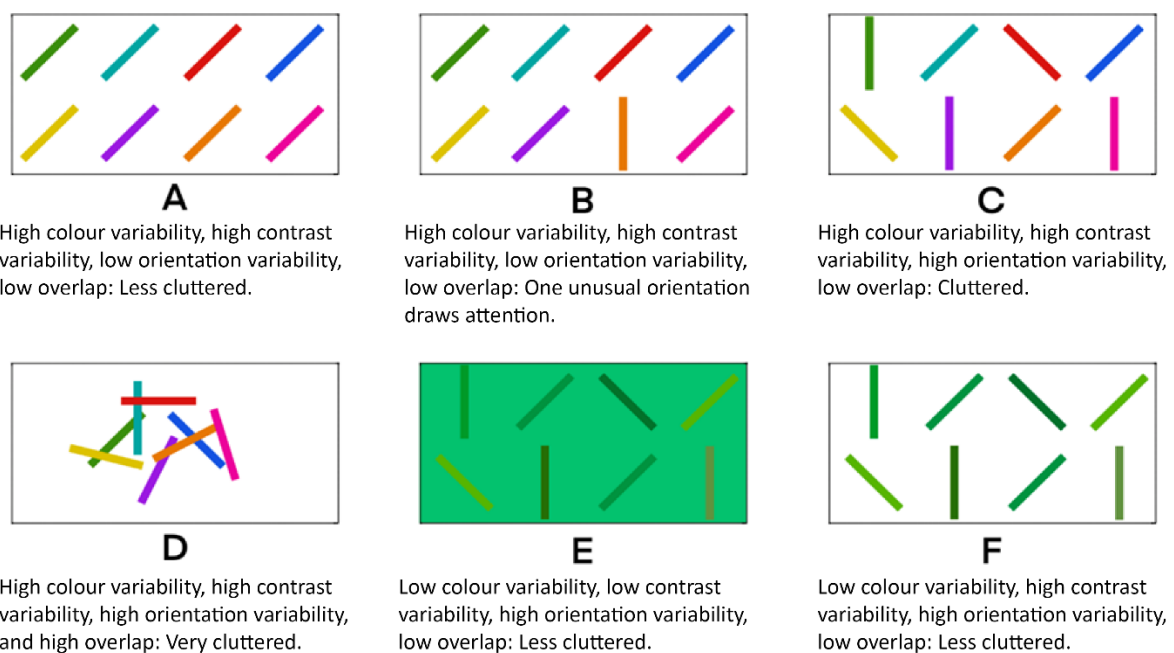 A
High colour variability, high contrast
variability, low orientation variability,
low overlap: Less cluttered.
B
High colour variability, high contrast
variability, low orientation variability,
low overlap: One unusual orientation
draws attention.
C
High colour variability, high contrast
variability, high orientation variability,
low overlap: Cluttered.
D
High colour variability, high contrast
variability, high orientation variability,
and high overlap: Very cluttered.
E
Low colour variability, low contrast
variability, high orientation variability,
low overlap: Less cluttered.
F
Low colour variability, high contrast
variability, high orientation variability,
low overlap: Less cluttered.